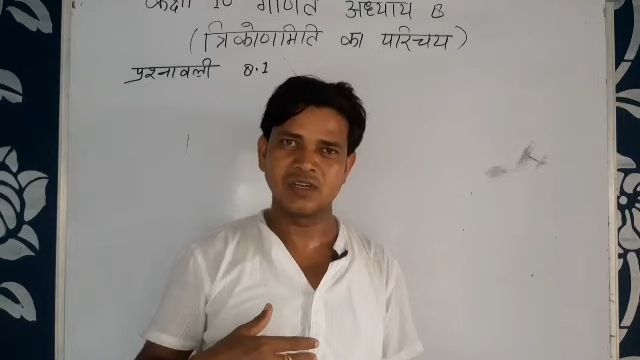 कक्षा 10 गणित अध्याय 8
(त्रिकोणमिति का परिचय)
प्रश्नावली 8.1